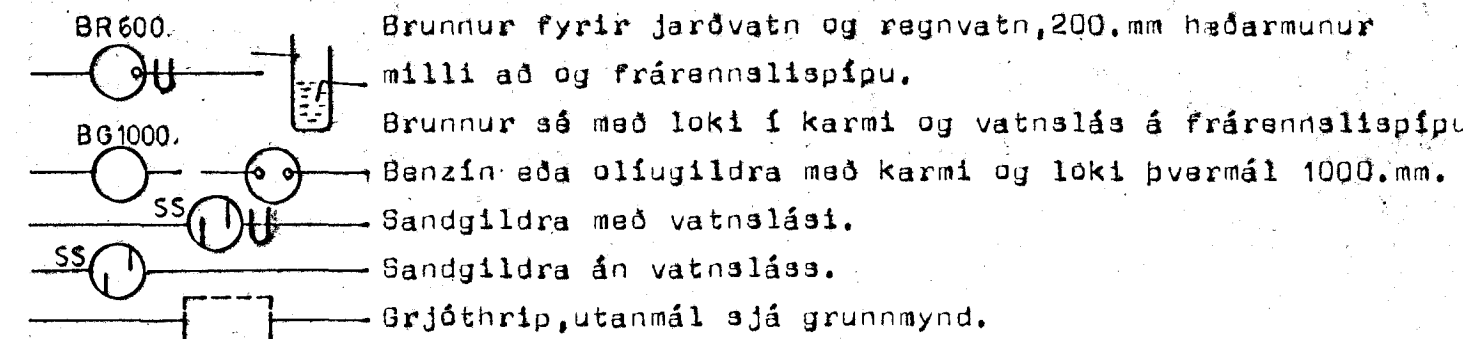 BR600. Brunnur fyrir jarðvatn og regnvatn,200.mm hæðarmunur
milli að og frárennslispípu.
Brunnur sé með loki í karmi og vatnslás á frárennslispípu
BG1000.
Benzín eða olíugildra með karmi og loki þvermál 1000.mm.
SS Sandgildra með vatnslási.
SS Sandgildra án vatnsláss.
Grjóthrip,utanmál sjá grunnmynd.